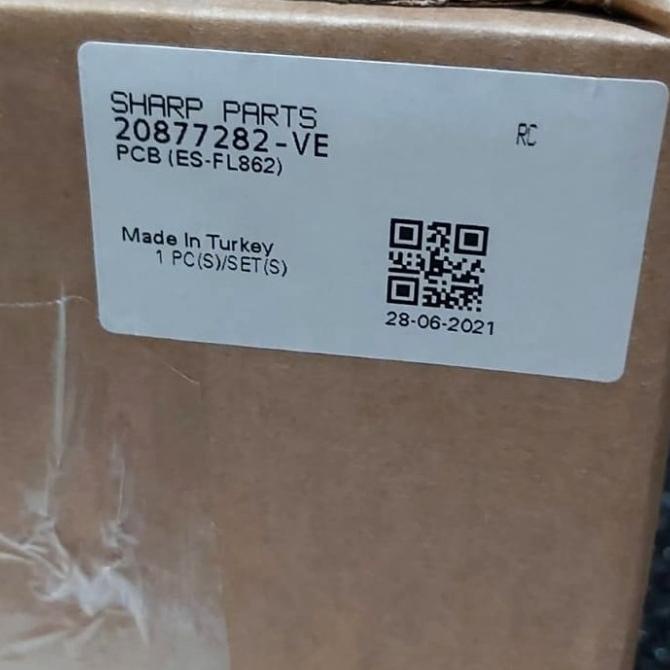 SHARP PARTS
20877282-VE
PCB (ES-FL862)
RC
Made In Turkey
1 PC(S)/SET(S)
28-06-2021